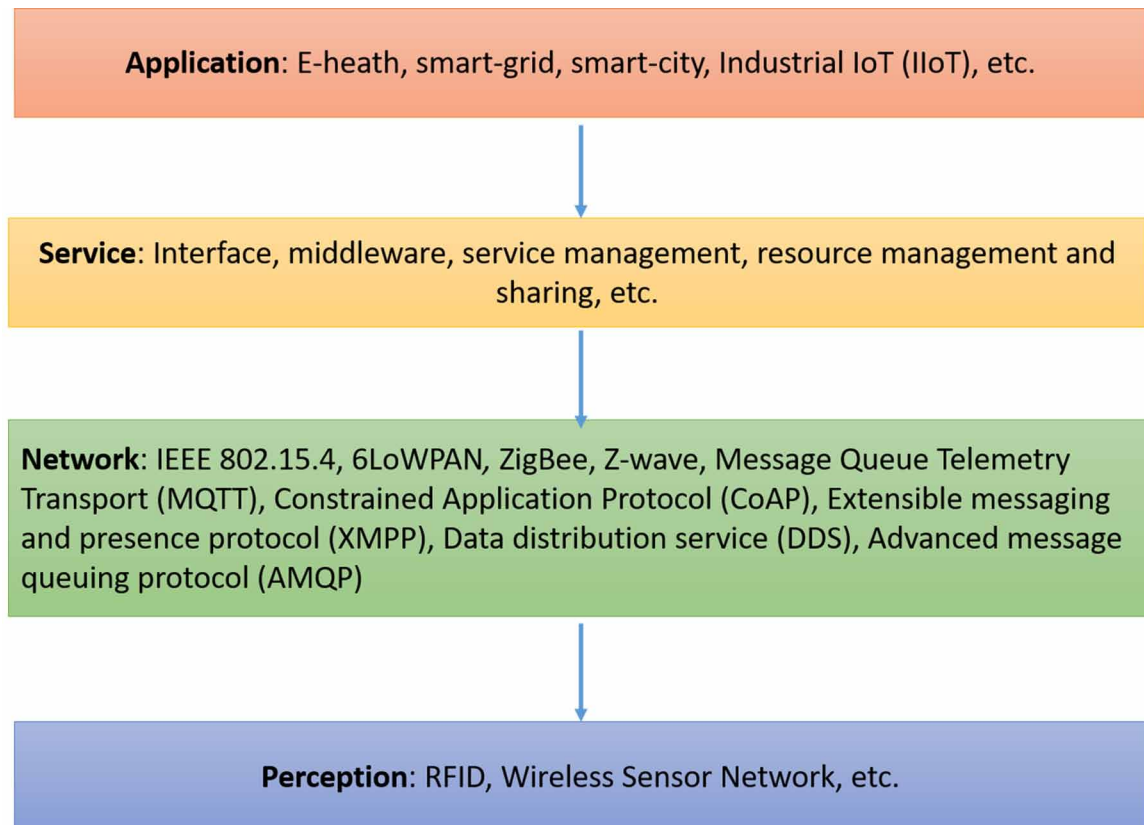 Application: E-heath, smart-grid, smart-city, Industrial IoT (IIoT), etc.
Service: Interface, middleware, service management, resource management and
sharing, etc.
Network: IEEE 802.15.4, 6LoWPAN, ZigBee, Z-wave, Message Queue Telemetry
Transport (MQTT), Constrained Application Protocol (CoAP), Extensible messaging
and presence protocol (XMPP), Data distribution service (DDS), Advanced message
queuing protocol (AMQP)
Perception: RFID, Wireless Sensor Network, etc.